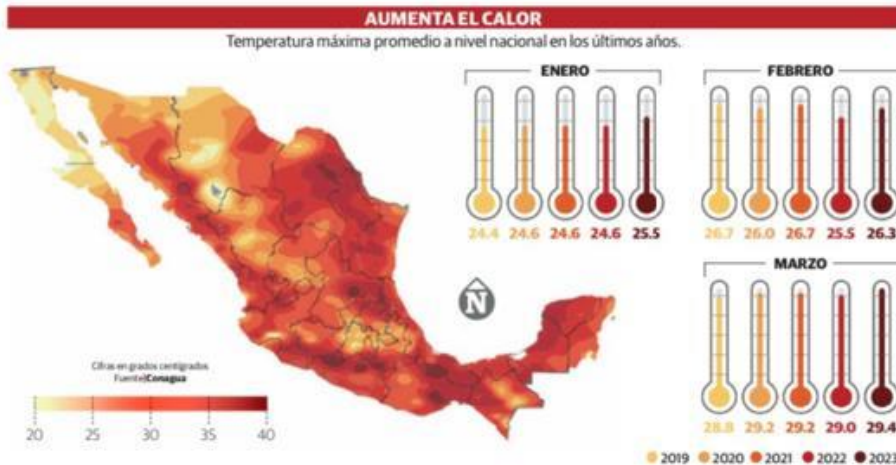 AUMENTA EL CALOR
Temperatura máxima promedio a nivel nacional en los últimos años.
ENERO
24.4 24.6 24.6 24.6 25.5
FEBRERO
26.7 26.0 26.7 25.5 26.3
MARZO
28.8 29.2 29.2 29.0 29.4
N
Cifras en grados centígrados
Fuente|Conagua
20 25 30 35 40
2019 2020 2021 2022 2023